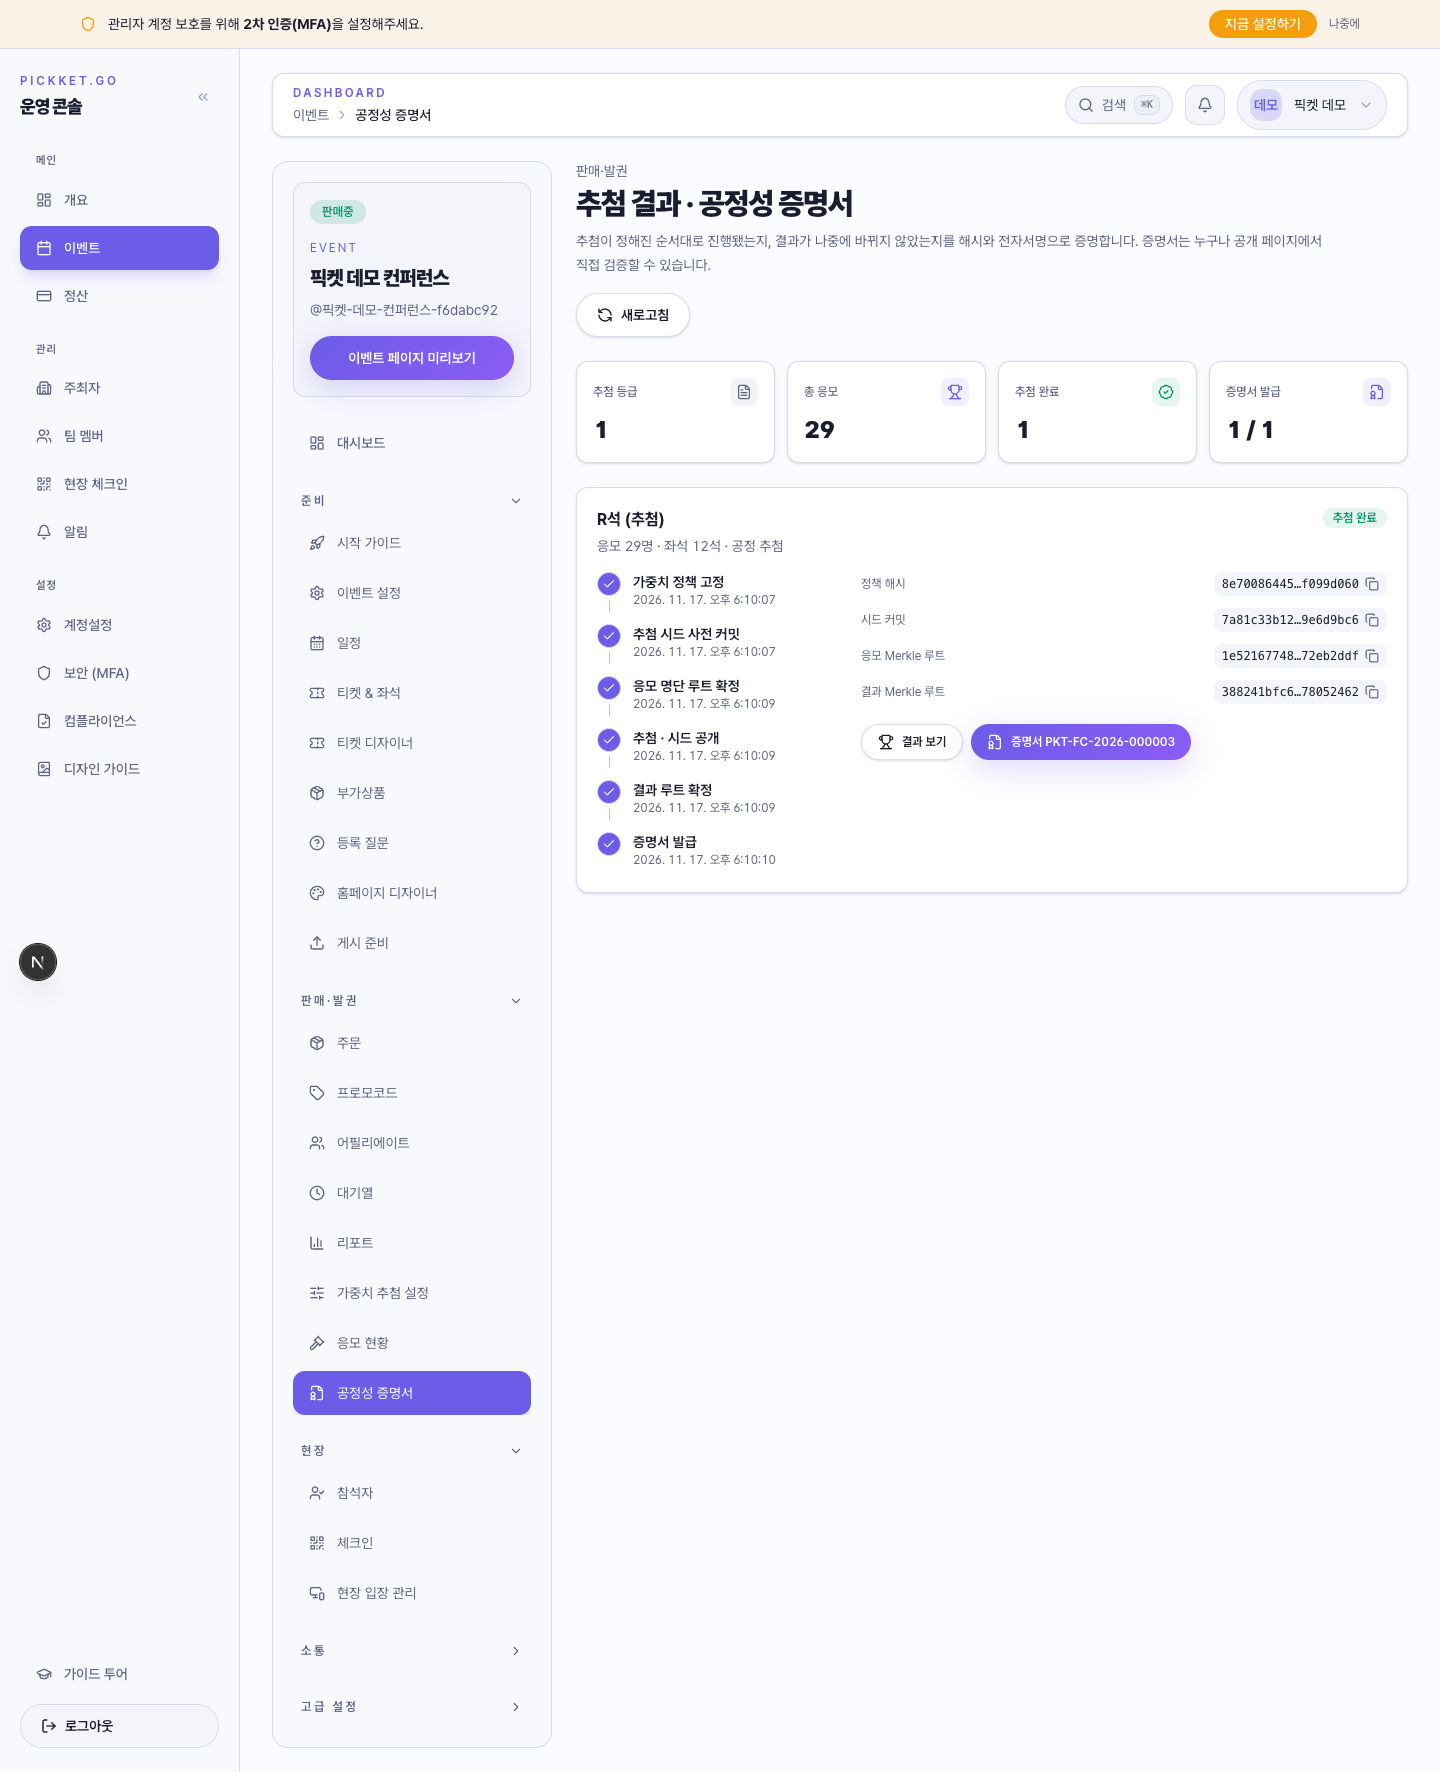 관리자 계정 보호를 위해 2차 인증(MFA)을 설정해주세요.
지금 설정하기
나중에
PICKKET.GO
운영 콘솔
메인
개요
이벤트
정산
관리
주최자
팀 멤버
현장 체크인
알림
설정
계정설정
보안 (MFA)
컴플라이언스
디자인 가이드
N
가이드 투어
로그아웃
DASHBOARD
이벤트 > 공정성 증명서
검색 ⌘K
데모 픽켓 데모
판매중
EVENT
픽켓 데모 컨퍼런스
@픽켓-데모-컨퍼런스-f6dabc92
이벤트 페이지 미리보기
대시보드
준비
시작 가이드
이벤트 설정
일정
티켓 & 좌석
티켓 디자이너
부가상품
등록 질문
홈페이지 디자이너
게시 준비
판매·발권
주문
프로모코드
어필리에이트
대기열
리포트
가중치 추첨 설정
응모 현황
공정성 증명서
현장
참석자
체크인
현장 입장 관리
소통
고급 설정
판매·발권
추첨 결과 · 공정성 증명서
추첨이 정해진 순서대로 진행됐는지, 결과가 나중에 바뀌지 않았는지를 해시와 전자서명으로 증명합니다. 증명서는 누구나 공개 페이지에서
직접 검증할 수 있습니다.
새로고침
추첨 등급
1
총 응모
29
추첨 완료
1
증명서 발급
1 / 1
R석 (추첨)
추첨 완료
응모 29명 · 좌석 12석 · 공정 추첨
가중치 정책 고정
2026. 11. 17. 오후 6:10:07
추첨 시드 사전 커밋
2026. 11. 17. 오후 6:10:07
응모 명단 루트 확정
2026. 11. 17. 오후 6:10:09
추첨 · 시드 공개
2026. 11. 17. 오후 6:10:09
결과 루트 확정
2026. 11. 17. 오후 6:10:09
증명서 발급
2026. 11. 17. 오후 6:10:10
정책 해시
8e70086445…f099d060
시드 커밋
7a81c33b12…9e6d9bc6
응모 Merkle 루트
1e52167748…72eb2ddf
결과 Merkle 루트
388241bfc6…78052462
결과 보기
증명서 PKT-FC-2026-000003